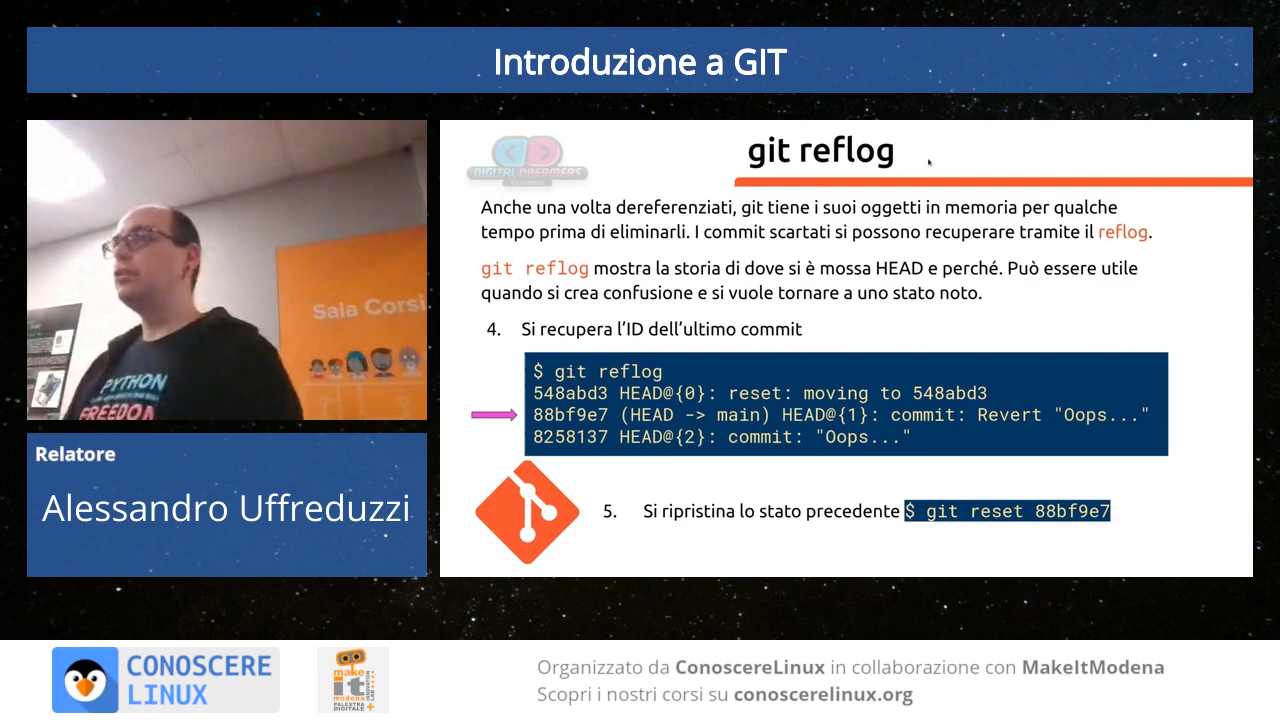 Introduzione a GIT
Sala Corsi
PYTHON
FREEDOM
Relatore
Alessandro Uffreduzzi
DIGITAL DREAMERS
git reflog
Anche una volta dereferenziati, git tiene i suoi oggetti in memoria per qualche
tempo prima di eliminarli. I commit scartati si possono recuperare tramite il reflog.
git reflog mostra la storia di dove si è mossa HEAD e perché. Può essere utile
quando si crea confusione e si vuole tornare a uno stato noto.
4. Si recupera l’ID dell’ultimo commit
$ git reflog
548abd3 HEAD@{0}: reset: moving to 548abd3
88bf9e7 (HEAD -> main) HEAD@{1}: commit: Revert "Oops..."
8258137 HEAD@{2}: commit: "Oops..."
5. Si ripristina lo stato precedente $ git reset 88bf9e7
CONOSCERE
LINUX
make
it
modena
PALESTRA
DIGITALE
INNOVATION
LAB
Organizzato da ConoscereLinux in collaborazione con MakeItModena
Scopri i nostri corsi su conoscerelinux.org